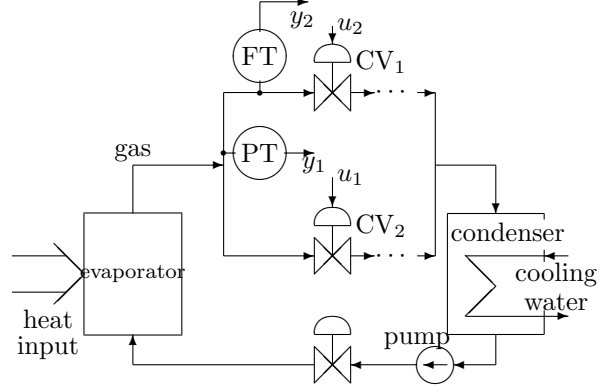 y2
u2
FT
CV1
· · ·
gas
PT
y1
u1
CV2
· · ·
condenser
evaporator
cooling
water
heat
input
pump